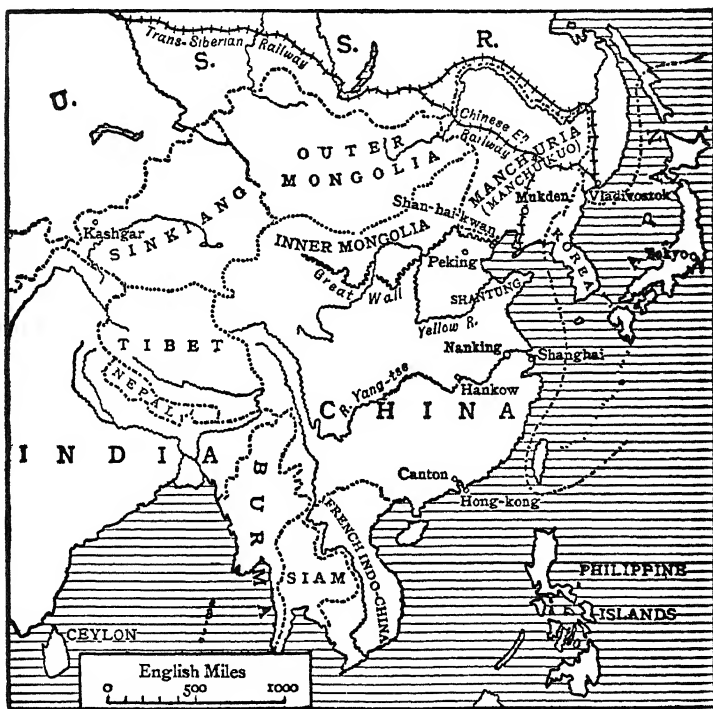 U. S. S. R.
Trans-Siberian Railway
Chinese En Railway
OUTER
MONGOLIA
MANCHURIA
(MANCHUKUO)
Mukden
Vladivostok
Shan-hai-kwan
Kashgar
SINKIANG
INNER MONGOLIA
KOREA
Tokyo
Peking
Great Wall
SHANTUNG
Yellow R.
TIBET
Nanking
Shanghai
NEPAL
R. Yang-tse
Hankow
CHINA
INDIA
BURMA
Canton
Hong-kong
FRENCH INDO-CHINA
SIAM
PHILIPPINE
ISLANDS
CEYLON
English Miles
0 500 1000